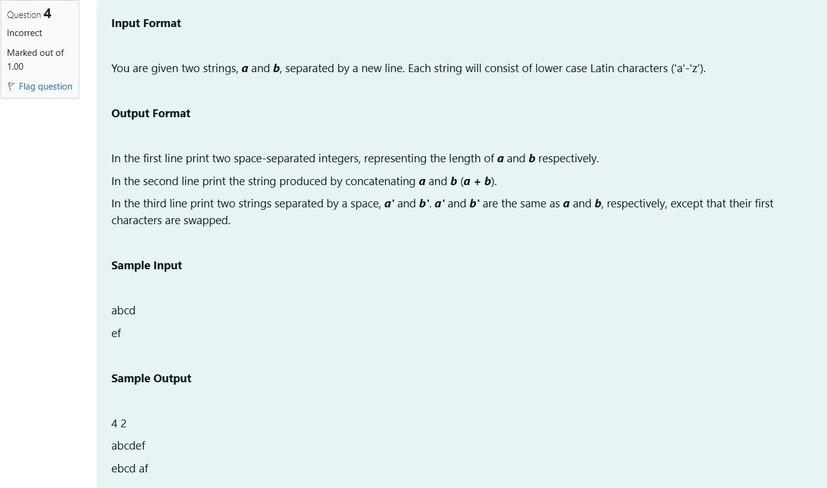 Question 4
Incorrect
Marked out of
1.00
Flag question
Input Format
You are given two strings, a and b, separated by a new line. Each string will consist of lower case Latin characters ('a'-'z').
Output Format
In the first line print two space-separated integers, representing the length of a and b respectively.
In the second line print the string produced by concatenating a and b (a + b).
In the third line print two strings separated by a space, a' and b'. a' and b' are the same as a and b, respectively, except that their first
characters are swapped.
Sample Input
abcd
ef
Sample Output
4 2
abcdef
ebcd af